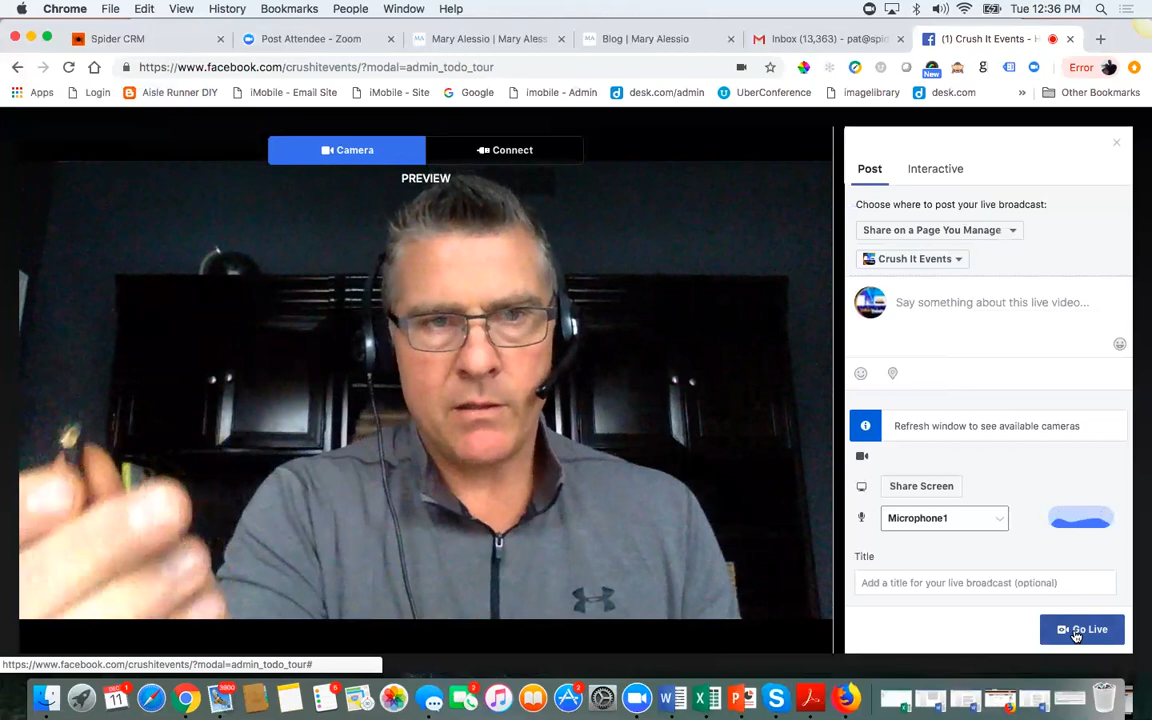 Chrome File Edit View History Bookmarks People Window Help Tue 12:36 PM
Spider CRM
Post Attendee - Zoom
Mary Alessio | Mary Aless
Blog | Mary Alessio
Inbox (13,363) - pat@spi
(1) Crush It Events -
https://www.facebook.com/crushitevents/?modal=admin_todo_tour
New
Error
Apps Login Aisle Runner DIY iMobile - Email Site iMobile - Site Google imobile - Admin desk.com/admin UberConference imagelibrary desk.com » Other Bookmarks
Camera
Connect
PREVIEW
Post
Interactive
Choose where to post your live broadcast:
Share on a Page You Manage
Crush It Events
Say something about this live video...
Refresh window to see available cameras
Share Screen
Microphone1
Title
Add a title for your live broadcast (optional)
Go Live
https://www.facebook.com/crushitevents/?modal=admin_todo_tour#